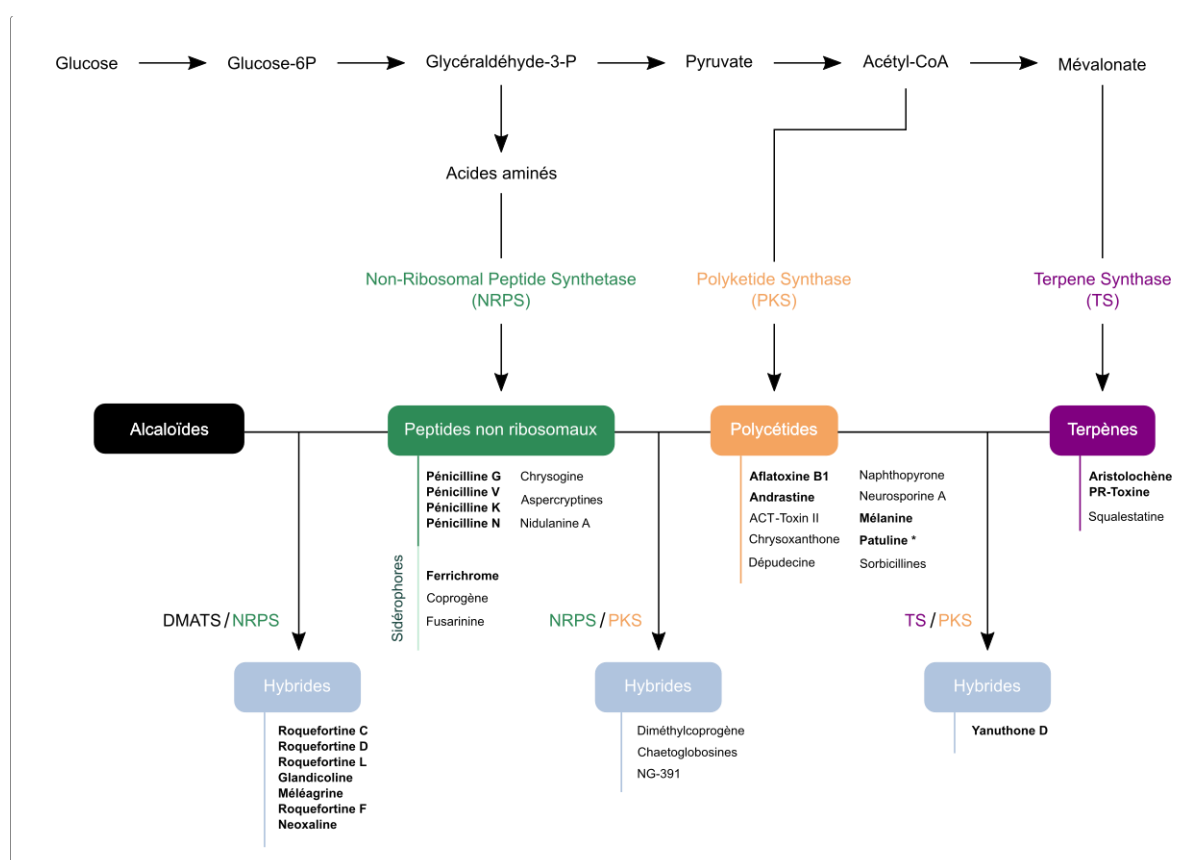 Glucose
Glucose-6P
Glycéraldéhyde-3-P
Pyruvate
Acétyl-CoA
Mévalonate
Acides aminés
Non-Ribosomal Peptide Synthetase
(NRPS)
Polyketide Synthase
(PKS)
Terpene Synthase
(TS)
Alcaloïdes
Peptides non ribosomaux
Polycétides
Terpènes
Pénicilline G
Pénicilline V
Pénicilline K
Pénicilline N
Chrysogine
Aspercryptines
Nidulanine A
Sidérophores
Ferrichrome
Coprogène
Fusarinine
Aflatoxine B1
Andrastine
ACT-Toxin II
Chrysoxanthone
Dépudecine
Naphthopyrone
Neurosporine A
Mélanine
Patuline *
Sorbicillines
Aristolochène
PR-Toxine
Squalestatine
DMATS / NRPS
NRPS / PKS
TS / PKS
Hybrides
Roquefortine C
Roquefortine D
Roquefortine L
Glandicoline
Méléagrine
Roquefortine F
Neoxaline
Hybrides
Diméthylcoprogène
Chaetoglobosines
NG-391
Hybrides
Yanuthone D